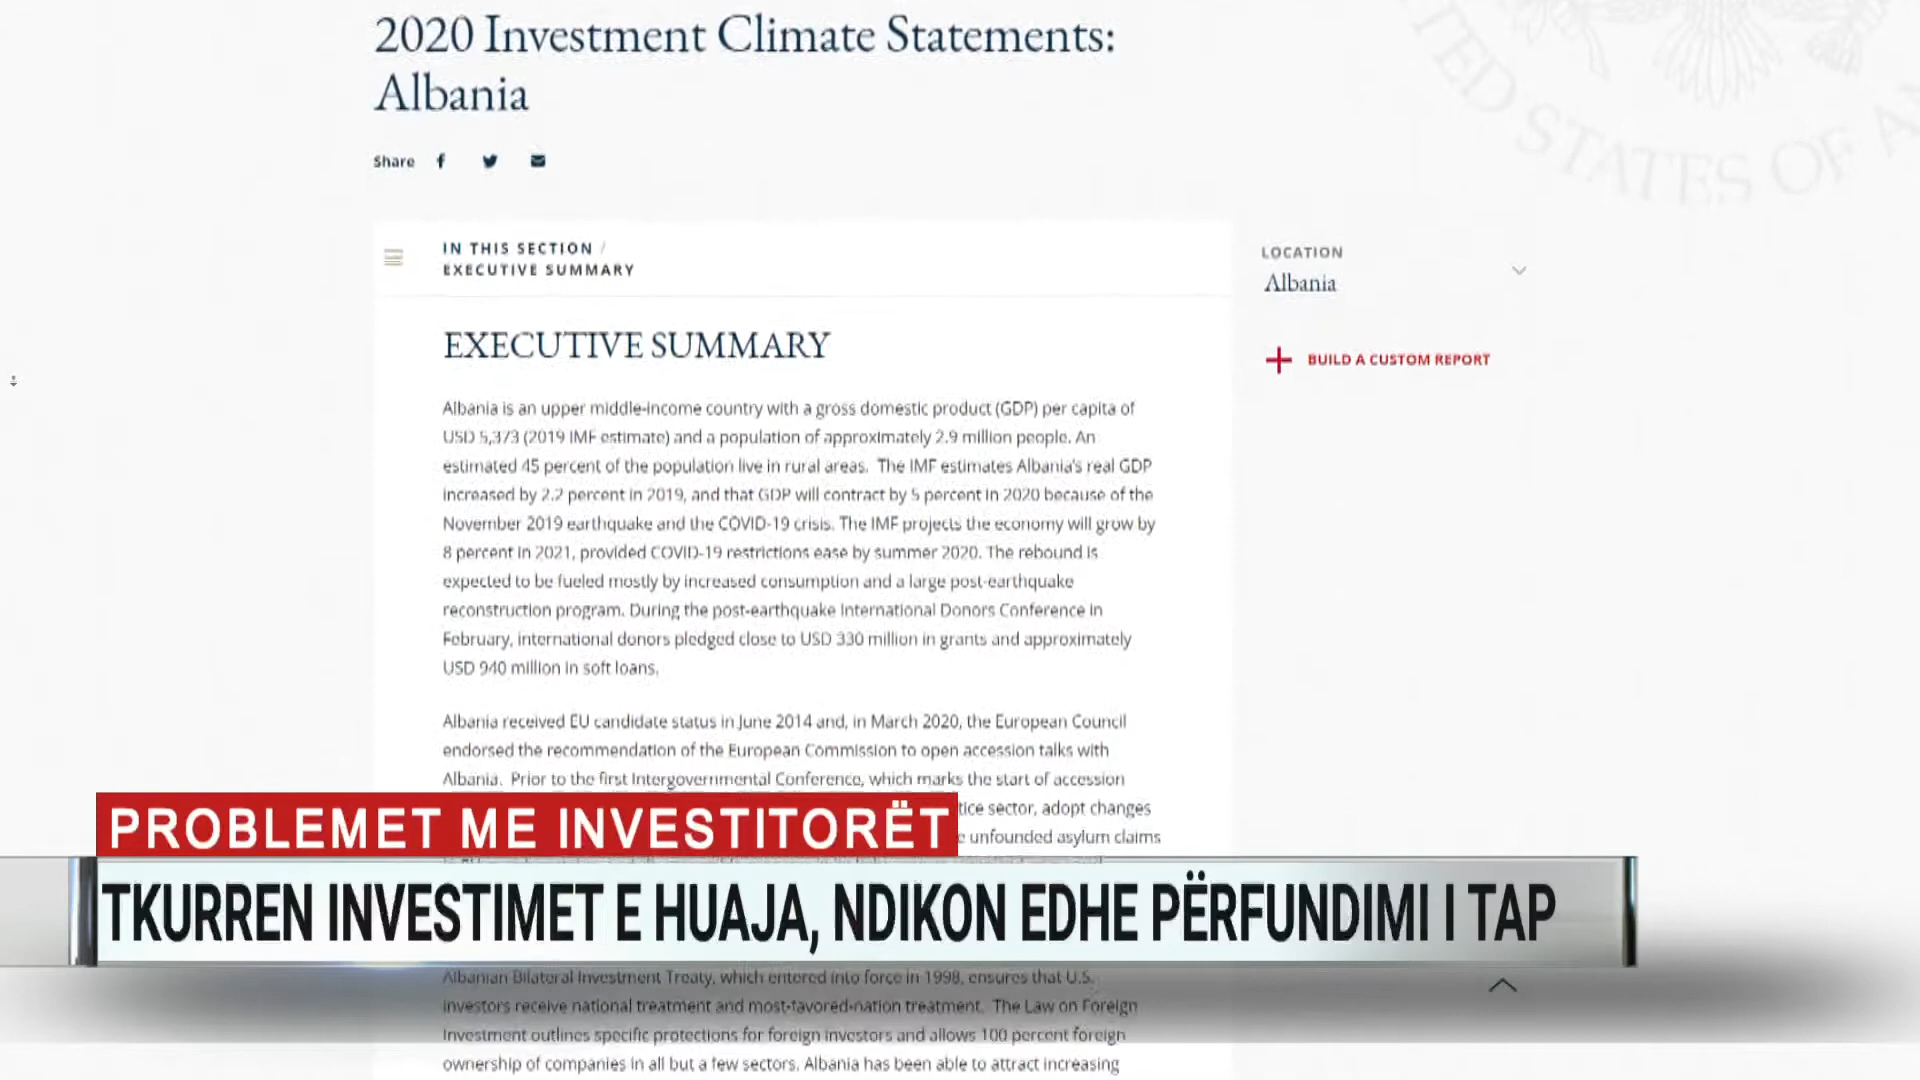 2020 Investment Climate Statements:
Albania
TED STATES OF A
Share
IN THIS SECTION /
EXECUTIVE SUMMARY
LOCATION
Albania
BUILD A CUSTOM REPORT
EXECUTIVE SUMMARY
Albania is an upper middle-income country with a gross domestic product (GDP) per capita of
USD 5,373 (2019 IMF estimate) and a population of approximately 2.9 million people. An
estimated 45 percent of the population live in rural areas. The IMF estimates Albania's real GDP
increased by 2.2 percent in 2019, and that GDP will contract by 5 percent in 2020 because of the
November 2019 earthquake and the COVID-19 crisis. The IMF projects the economy will grow by
8 percent in 2021, provided COVID-19 restrictions ease by summer 2020. The rebound is
expected to be fueled mostly by increased consumption and a large post-earthquake
reconstruction program. During the post-earthquake International Donors Conference in
February, international donors pledged close to USD 330 million in grants and approximately
USD 940 million in soft loans.
Albania received EU candidate status in June 2014 and, in March 2020, the European Council
endorsed the recommendation of the European Commission to open accession talks with
Albania. Prior to the first Intergovernmental Conference, which marks the start of accession
tice sector, adopt changes
unfounded asylum claims
PROBLEMET ME INVESTITORËT
TKURREN INVESTIMET E HUAJA, NDIKON EDHE PËRFUNDIMI I TAP
Albanian Bilateral Investment Treaty, which entered into force in 1998, ensures that U.S.
investors receive national treatment and most-favored-nation treatment. The Law on Foreign
Investment outlines specific protections for foreign investors and allows 100 percent foreign
ownership of companies in all but a few sectors. Albania has been able to attract increasing